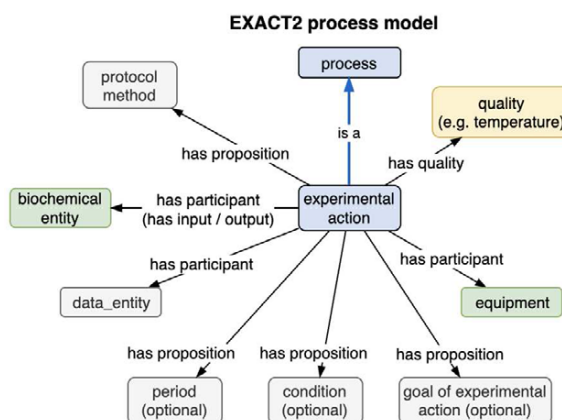 EXACT2 process model
process
protocol
method
quality
(e.g. temperature)
is a
has proposition
has quality
biochemical
entity
has participant
(has input / output)
experimental
action
has participant
has participant
data_entity
equipment
has proposition
has proposition
has proposition
period
(optional)
condition
(optional)
goal of experimental
action (optional)